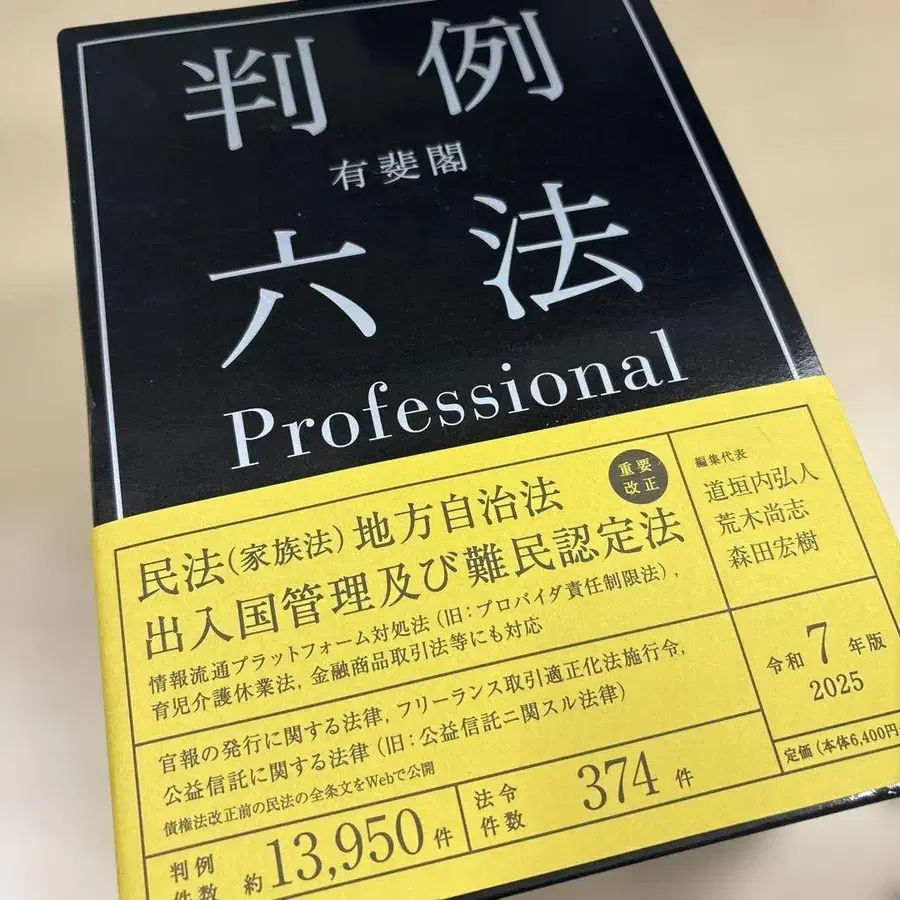 判例
有斐閣
六法
Professional
重要
改正
民法(家族法) 地方自治法
出入国管理及び難民認定法
情報流通プラットフォーム対処法(旧:プロバイダ責任制限法),
育児介護休業法, 金融商品取引法等にも対応
編集代表
道垣内弘人
荒木尚志
森田宏樹
官報の発行に関する法律, フリーランス取引適正化法施行令,
公益信託に関する法律(旧:公益信託ニ関スル法律)
債権法改正前の民法の全条文をWebで公開
令和7年版
2025
定価(本体6,400円
判例
件数
約13,950件
法令
件数
374件